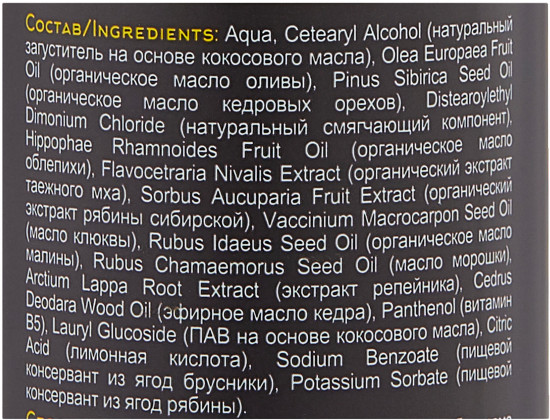 Состав/Ingredients: Aqua, Cetearyl Alcohol (натуральный
загуститель на основе кокосового масла), Olea Europaea Fruit
Oil (органическое масло оливы), Pinus Sibirica Seed Oil
(органическое масло кедровых орехов), Distearoylethyl
Dimonium Chloride (натуральный смягчающий компонент),
Hippophae Rhamnoides Fruit Oil (органическое масло
облепихи), Flavocetraria Nivalis Extract (органический экстракт
таежного мха), Sorbus Aucuparia Fruit Extract (органический
экстракт рябины сибирской), Vaccinium Macrocarpon Seed Oil
(масло клюквы), Rubus Idaeus Seed Oil (органическое масло
малины), Rubus Chamaemorus Seed Oil (масло морошки),
Arctium Lappa Root Extract (экстракт репейника), Cedrus
Deodara Wood Oil (эфирное масло кедра), Panthenol (витамин
B5), Lauryl Glucoside (ПАВ на основе кокосового масла), Citric
Acid (лимонная кислота), Sodium Benzoate (пищевой
консервант из ягод брусники), Potassium Sorbate (пищевой
консервант из ягод рябины).